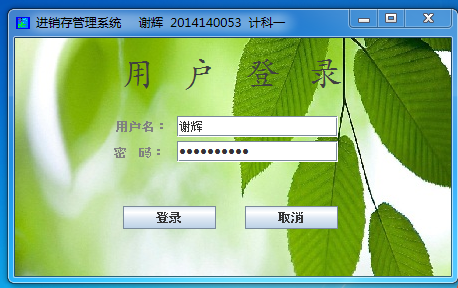 进销存管理系统 谢辉 2014140053 计科一
用 户 登 录
用户名：谢辉
密 码：••••••••••
登录 取消